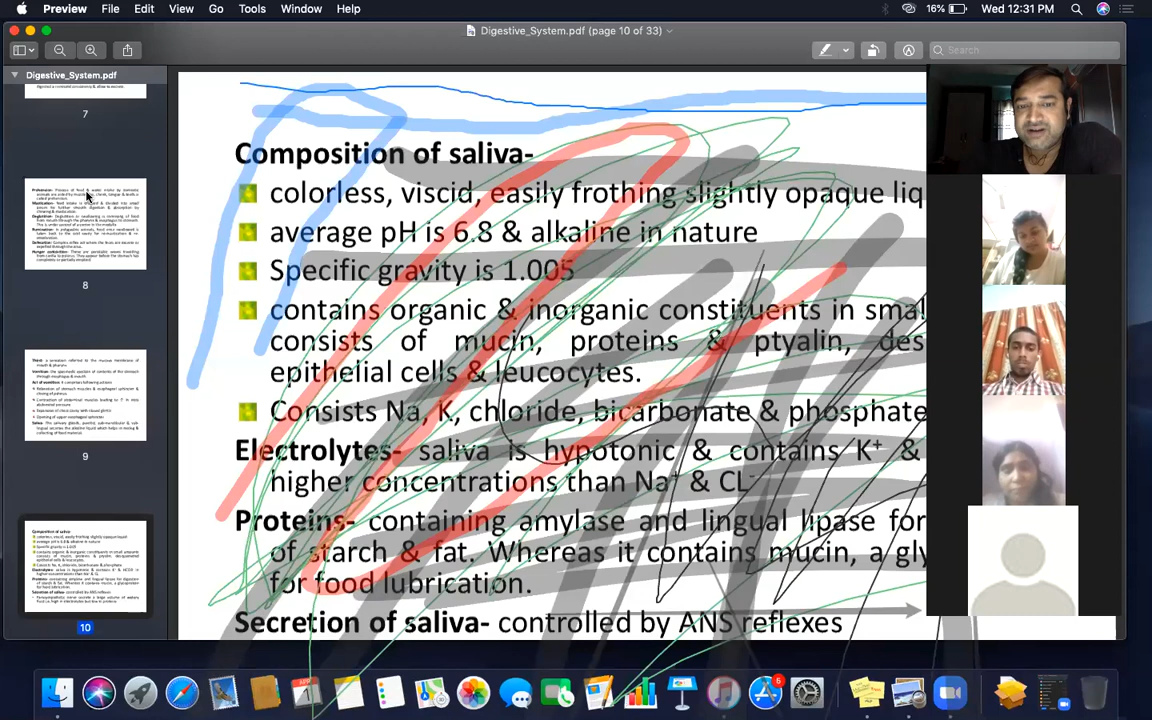 Preview File Edit View Go Tools Window Help
16% Wed 12:31 PM
Digestive_System.pdf (page 10 of 33)
Search
Digestive_System.pdf
7
8
9
10
Composition of saliva-
colorless, viscid, easily frothing slightly opaque liq
average pH is 6.8 & alkaline in nature
Specific gravity is 1.005
contains organic & inorganic constituents in smal
consists of mucin, proteins & ptyalin, des
epithelial cells & leucocytes.
Consists Na, K, chloride, bicarbonate & phosphate
Electrolytes- saliva is hypotonic & contains K+ &
higher concentrations than Na+ & CL-
Proteins- containing amylase and lingual lipase for
of starch & fat. Whereas it contains mucin, a gly
for food lubrication.
Secretion of saliva- controlled by ANS reflexes
6